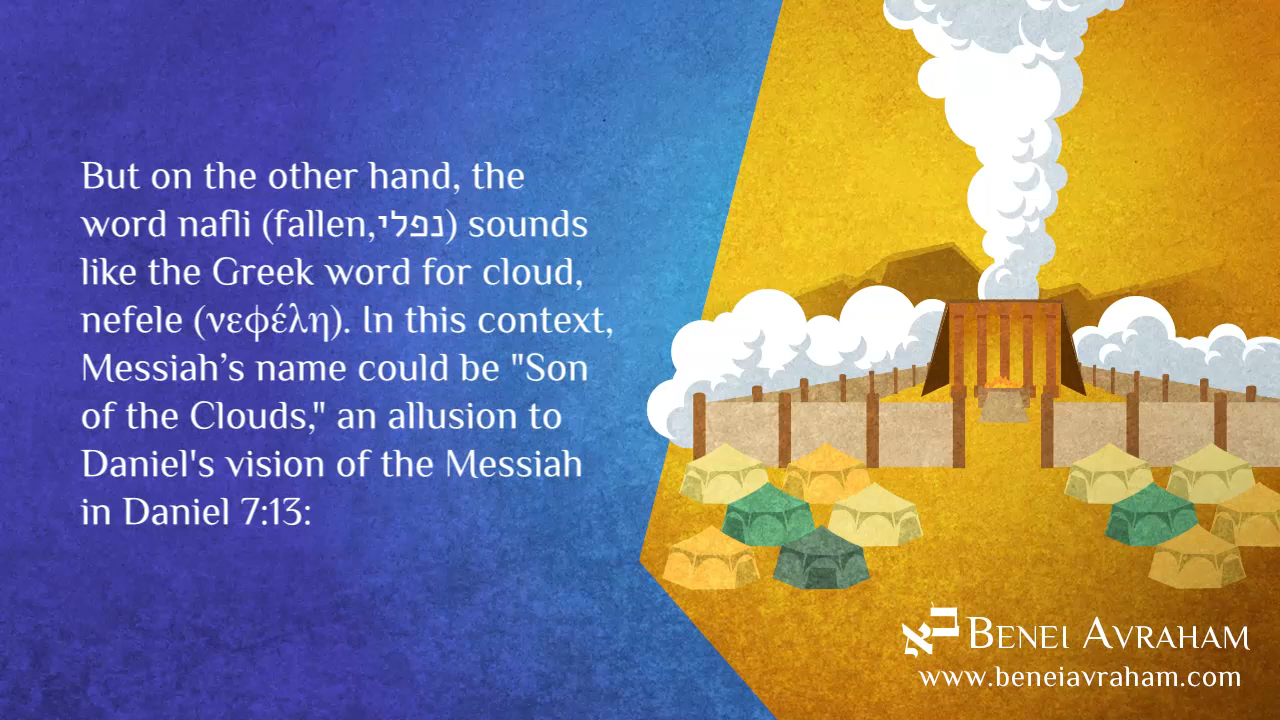 But on the other hand, the
word nafli (fallen,נפלי) sounds
like the Greek word for cloud,
nefele (νεφέλη). In this context,
Messiah’s name could be "Son
of the Clouds," an allusion to
Daniel's vision of the Messiah
in Daniel 7:13:
בא BENEI AVRAHAM
www.beneiavraham.com